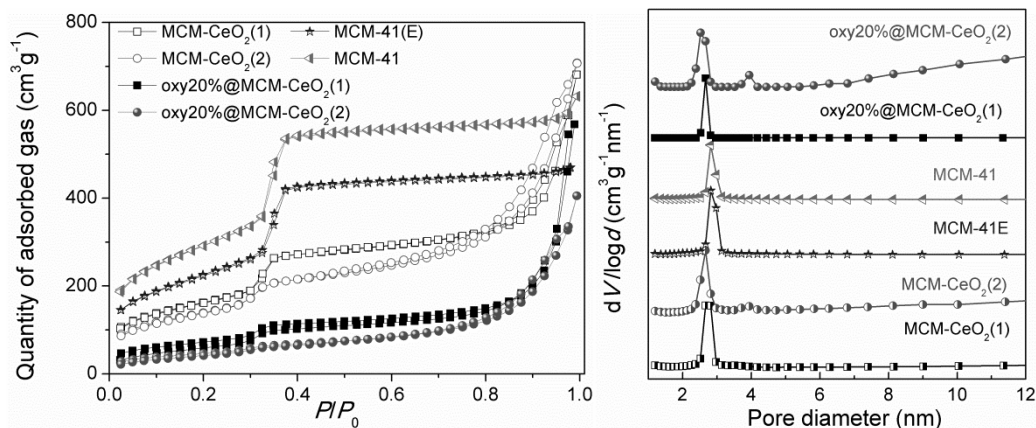 Quantity of adsorbed gas (cm³g⁻¹)
800
600
400
200
0
MCM-CeO₂(1)
MCM-41(E)
MCM-CeO₂(2)
MCM-41
oxy20%@MCM-CeO₂(1)
oxy20%@MCM-CeO₂(2)
0.0 0.2 0.4 0.6 0.8 1.0
P/P₀
dV/logd (cm³g⁻¹nm⁻¹)
oxy20%@MCM-CeO₂(2)
oxy20%@MCM-CeO₂(1)
MCM-41
MCM-41E
MCM-CeO₂(2)
MCM-CeO₂(1)
2 4 6 8 10 12
Pore diameter (nm)